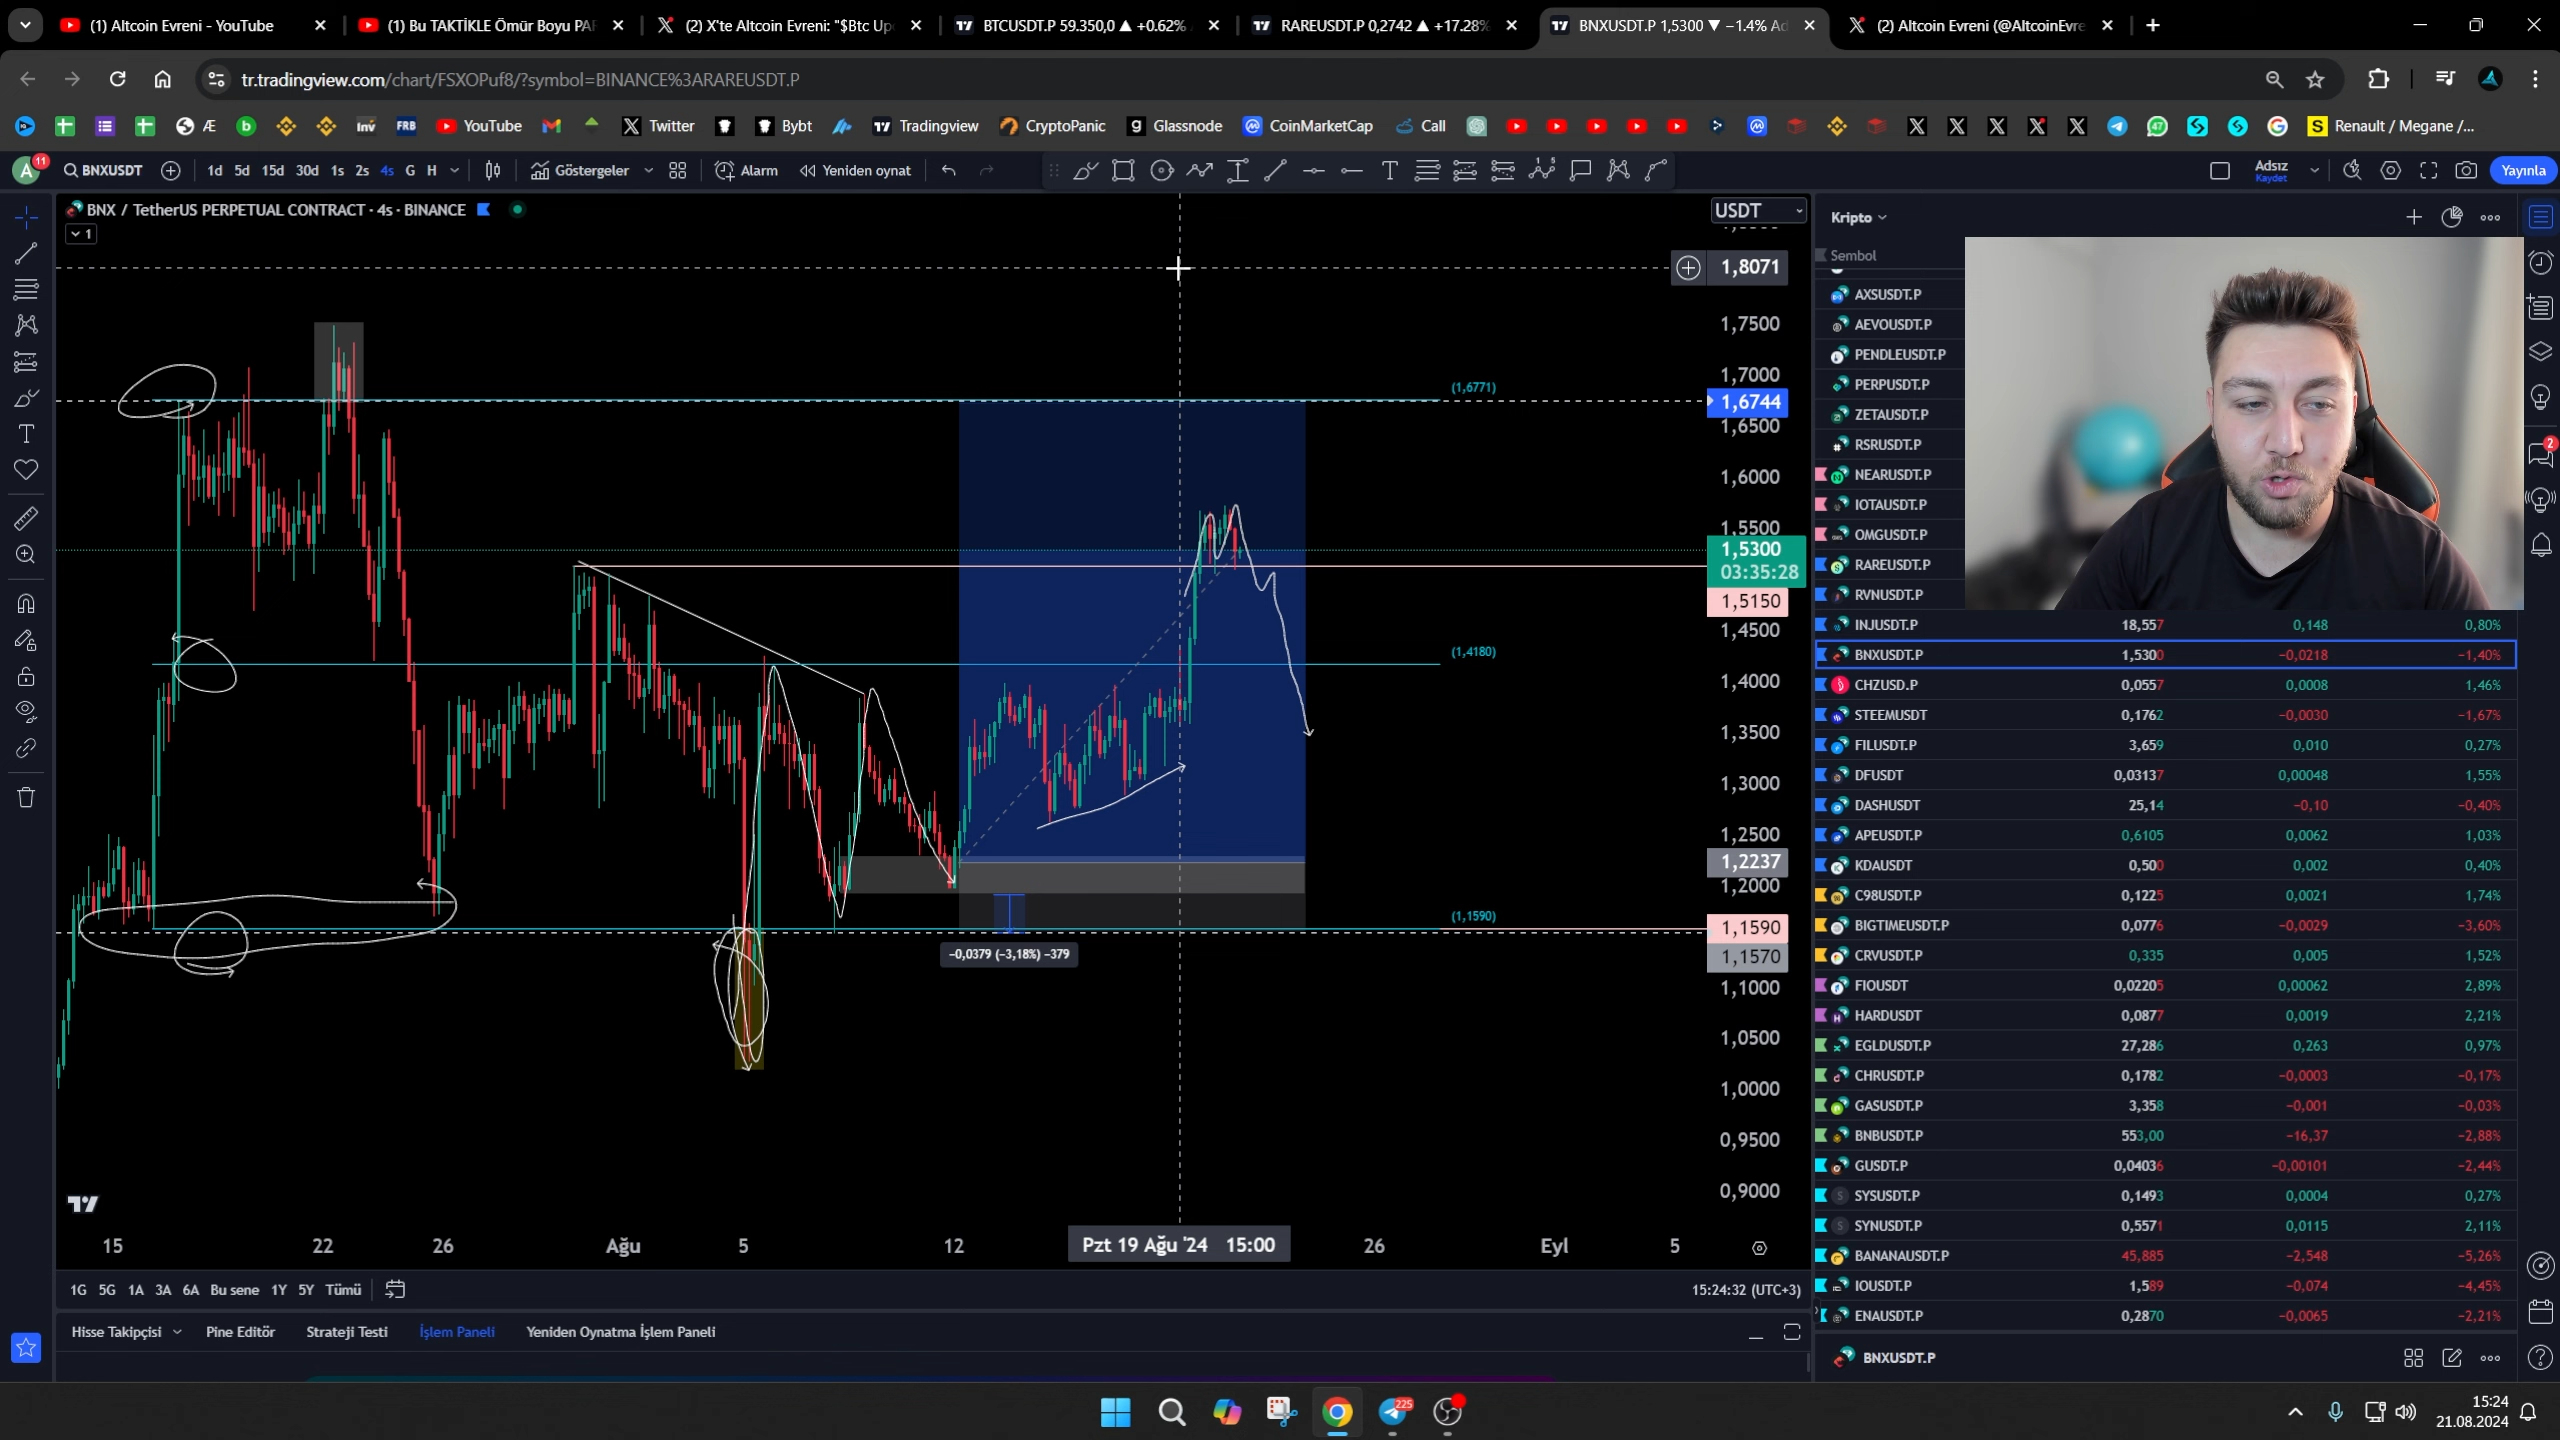 (1) Altcoin Evreni - YouTube
(1) Bu TAKTİKLE Ömür Boyu PAR
(2) X'te Altcoin Evreni: "$Btc Up
BTCUSDT.P 59.350,0 ▲ +0.62%
RAREUSDT.P 0,2742 ▲ +17.28%
BNXUSDT.P 1,5300 ▼ −1.4% Ad
(2) Altcoin Evreni (@AltcoinEvre
tr.tradingview.com/chart/FSXOPuf8/?symbol=BINANCE%3ARAREUSDT.P
Æ
inv
FRB
YouTube
Twitter
Bybt
Tradingview
CryptoPanic
Glassnode
CoinMarketCap
Call
Renault / Megane /...
A 11
BNXUSDT
1d 5d 15d 30d 1s 2s 4s G H
Göstergeler
Alarm
Yeniden oynat
Adsız
Kaydet
Yayınla
BNX / TetherUS PERPETUAL CONTRACT · 4s · BINANCE
1
USDT
1,8071
1,7500
1,7000
1,6744
1,6500
1,6000
1,5500
1,5300
03:35:28
1,5150
1,4500
1,4000
1,3500
1,3000
1,2500
1,2237
1,2000
1,1590
1,1570
1,1000
1,0500
1,0000
0,9500
0,9000
(1,6771)
(1,4180)
(1,1590)
−0,0379 (−3,18%) −379
15 22 26 Ağu 5 12 Pzt 19 Ağu '24 15:00 26 Eyl 5
1G 5G 1A 3A 6A Bu sene 1Y 5Y Tümü
15:24:32 (UTC+3)
Hisse Takipçisi
Pine Editör
Strateji Testi
İşlem Paneli
Yeniden Oynatma İşlem Paneli
Kripto
Sembol
AXSUSDT.P
AEVOUSDT.P
PENDLEUSDT.P
PERPUSDT.P
ZETAUSDT.P
RSRUSDT.P
NEARUSDT.P
IOTAUSDT.P
OMGUSDT.P
RAREUSDT.P
RVNUSDT.P
INJUSDT.P 18,557 0,148 0,80%
BNXUSDT.P 1,5300 −0,0218 −1,40%
CHZUSD.P 0,0557 0,0008 1,46%
STEEMUSDT 0,1762 −0,0030 −1,67%
FILUSDT.P 3,659 0,010 0,27%
DFUSDT 0,03137 0,00048 1,55%
DASHUSDT 25,14 −0,10 −0,40%
APEUSDT.P 0,6105 0,0062 1,03%
KDAUSDT 0,500 0,002 0,40%
C98USDT.P 0,1225 0,0021 1,74%
BIGTIMEUSDT.P 0,0776 −0,0029 −3,60%
CRVUSDT.P 0,335 0,005 1,52%
FIOUSDT 0,02205 0,00062 2,89%
HARDUSDT 0,0877 0,0019 2,21%
EGLDUSDT.P 27,286 0,263 0,97%
CHRUSDT.P 0,1782 −0,0003 −0,17%
GASUSDT.P 3,358 −0,001 −0,03%
BNBUSDT.P 553,00 −16,37 −2,88%
GUSDT.P 0,04036 −0,00101 −2,44%
SYSUSDT.P 0,1493 0,0004 0,27%
SYNUSDT.P 0,5571 0,0115 2,11%
BANANAUSDT.P 45,885 −2,548 −5,26%
IOUSDT.P 1,589 −0,074 −4,45%
ENAUSDT.P 0,2870 −0,0065 −2,21%
BNXUSDT.P
2
225
15:24
21.08.2024